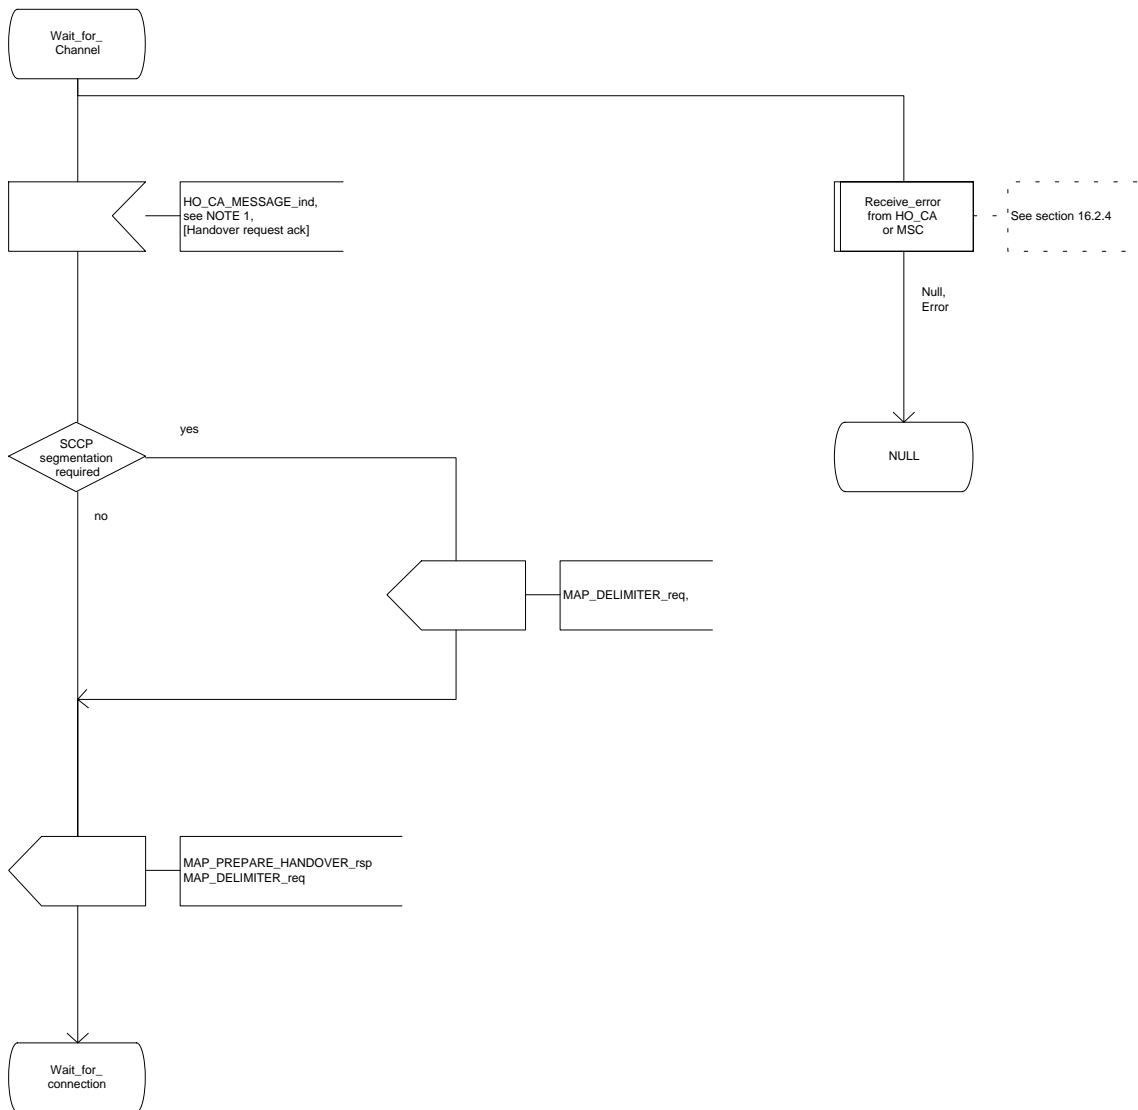 Wait_for_
Channel
HO_CA_MESSAGE_ind,
see NOTE 1,
[Handover request ack]
Receive_error
from HO_CA
or MSC
See section 16.2.4
Null,
Error
NULL
SCCP
segmentation
required
yes
no
MAP_DELIMITER_req,
MAP_PREPARE_HANDOVER_rsp
MAP_DELIMITER_req
Wait_for_
connection